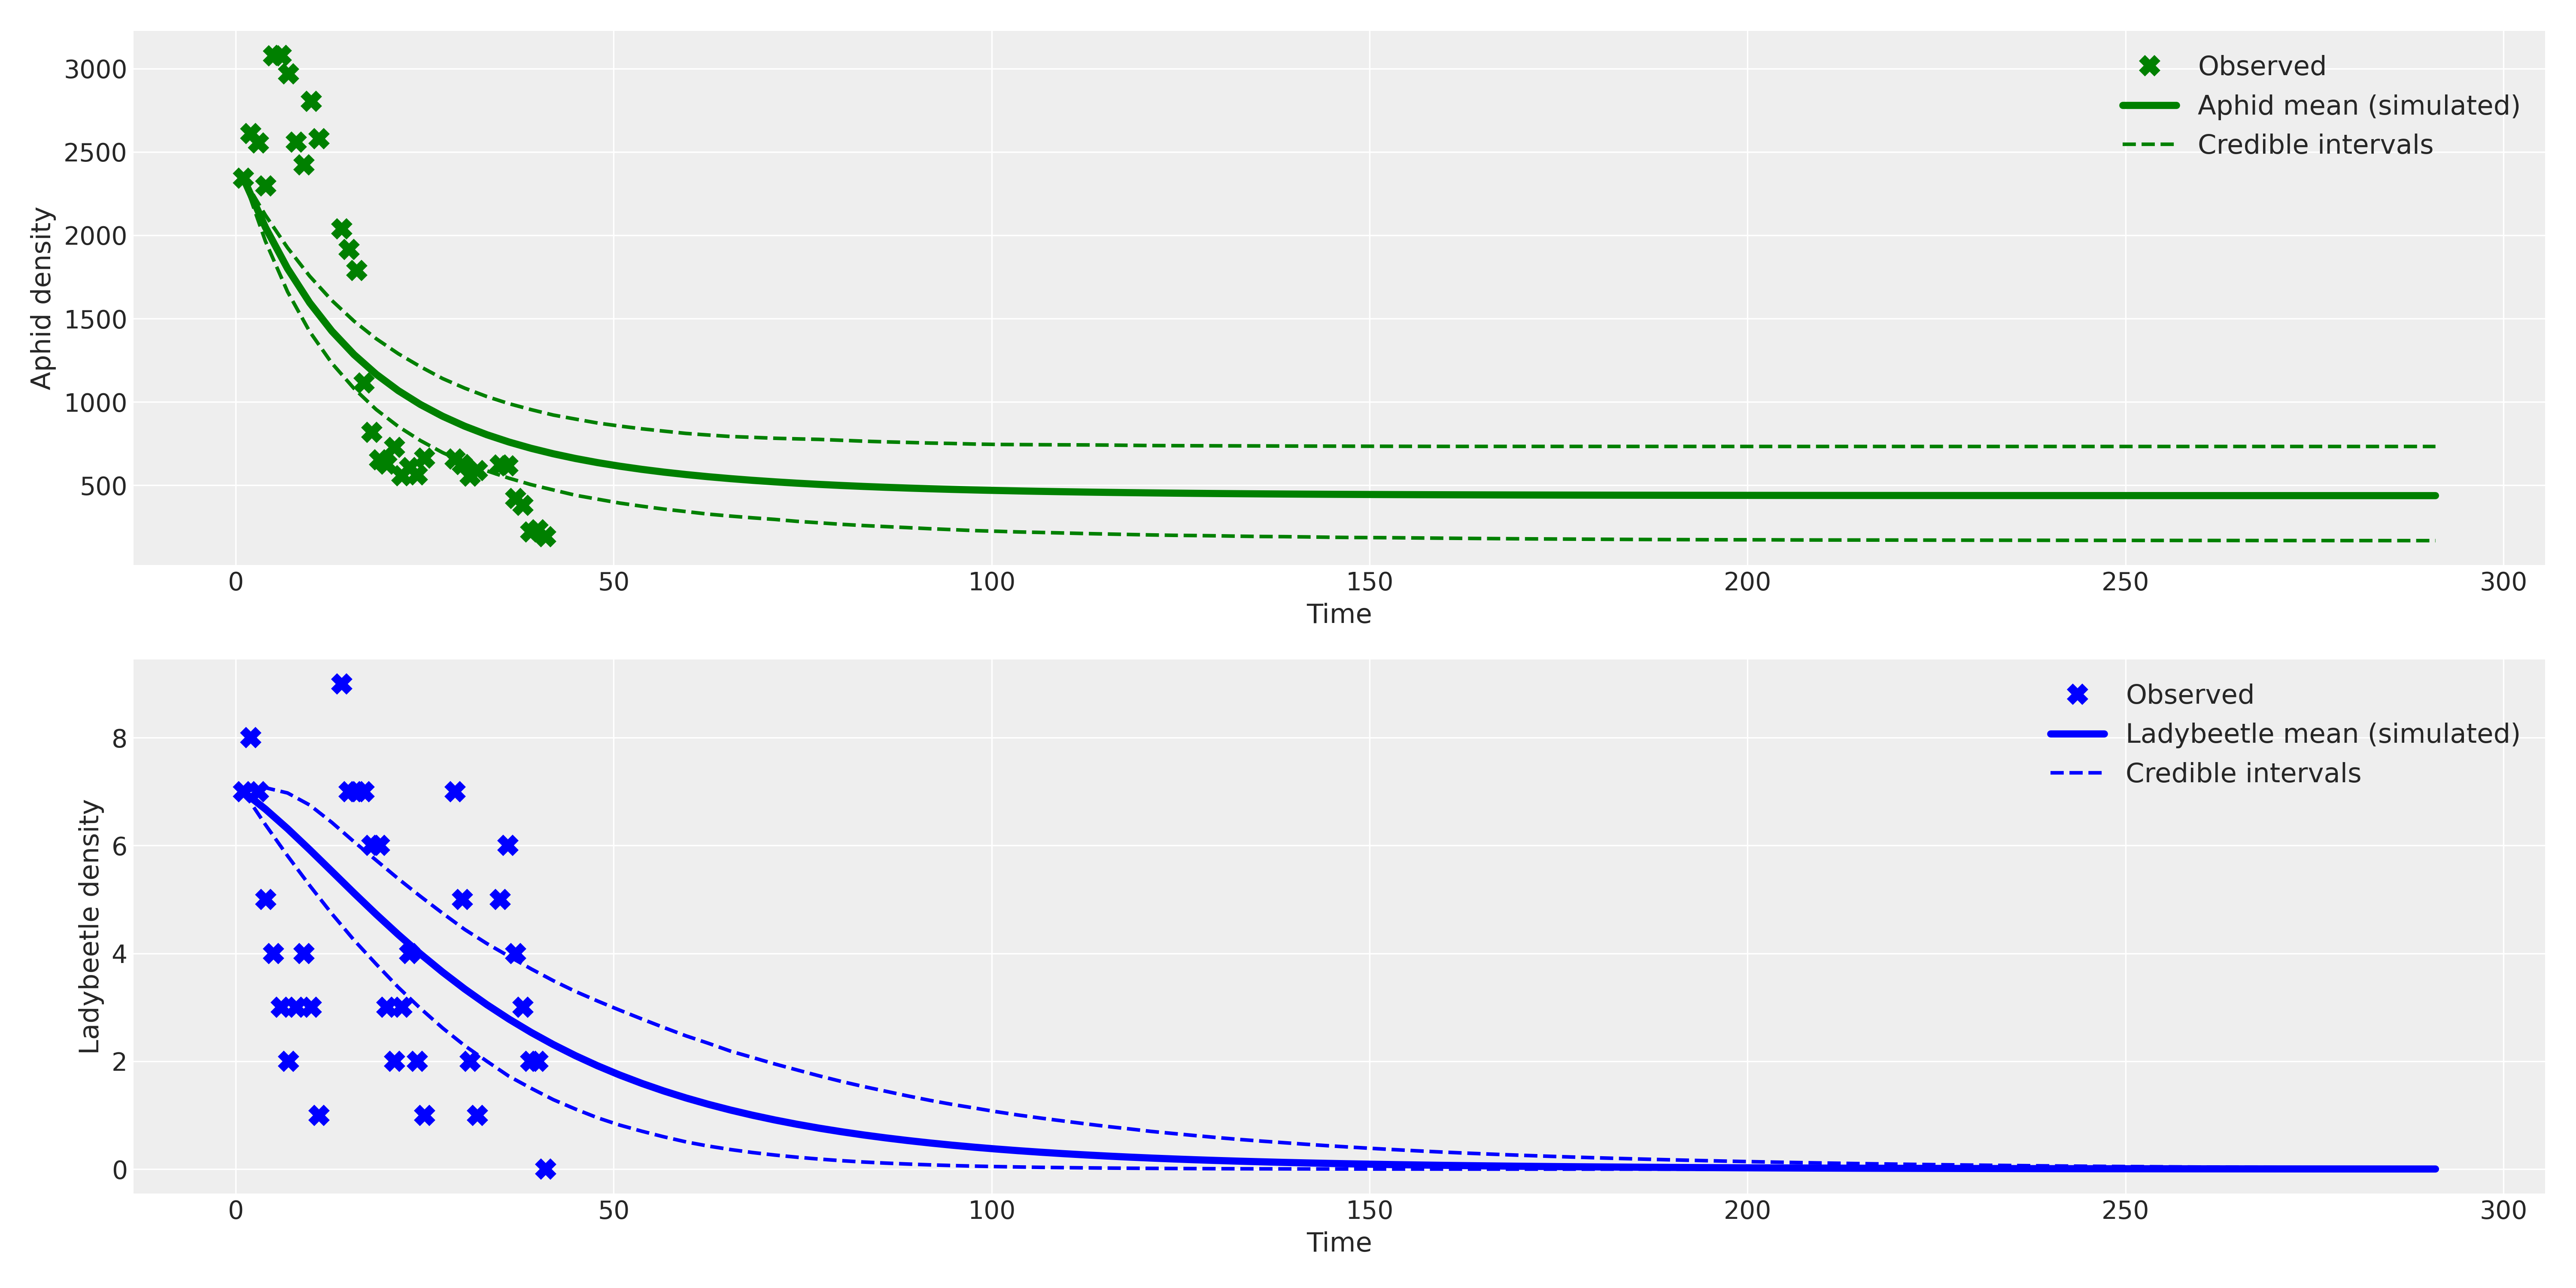 3000
2500
2000
1500
1000
500
Aphid density
Observed
Aphid mean (simulated)
Credible intervals
0 50 100 150 200 250 300
Time
8
6
4
2
0
Ladybeetle density
Observed
Ladybeetle mean (simulated)
Credible intervals
0 50 100 150 200 250 300
Time